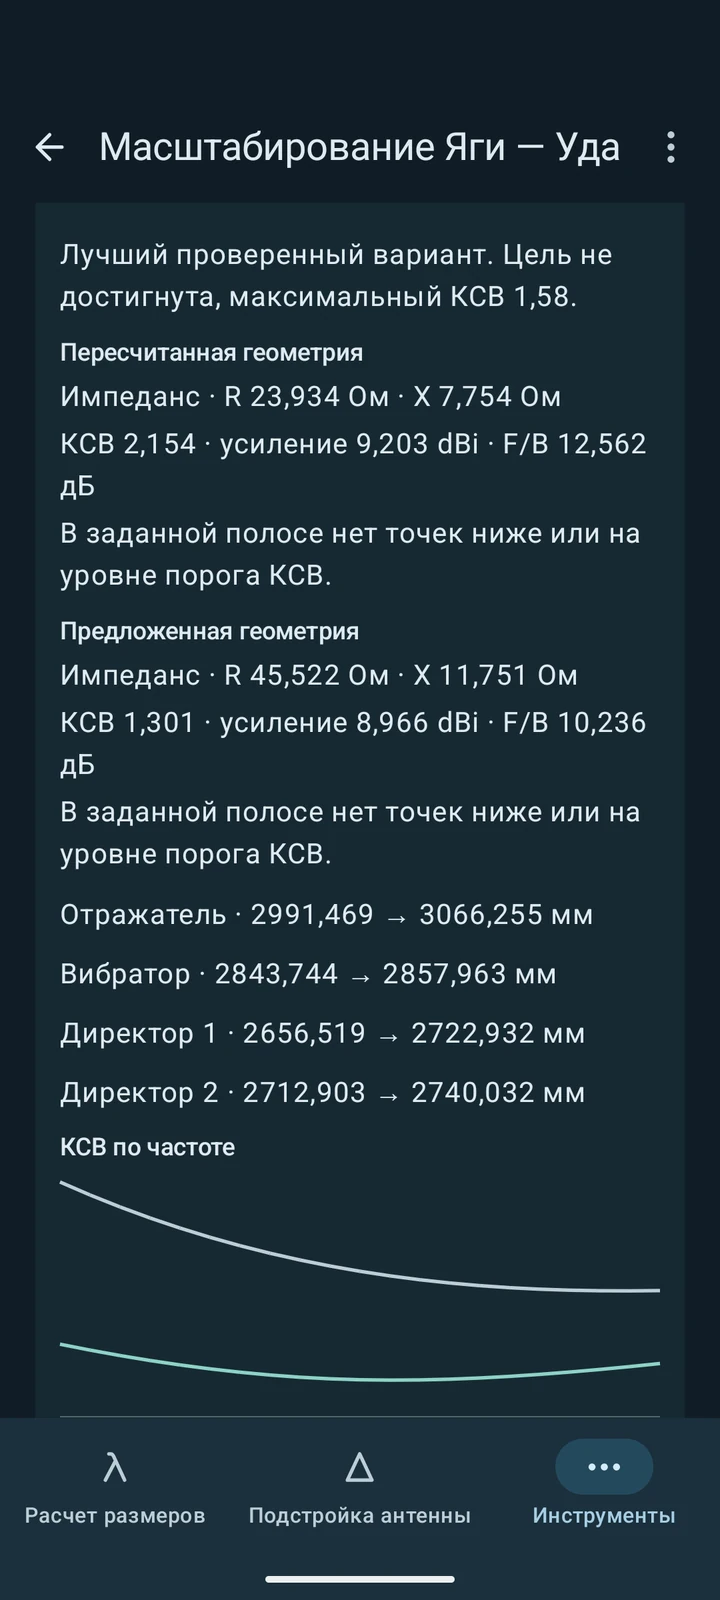 Масштабирование Яги — Уда
Лучший проверенный вариант. Цель не
достигнута, максимальный КСВ 1,58.
Пересчитанная геометрия
Импеданс · R 23,934 Ом · X 7,754 Ом
КСВ 2,154 · усиление 9,203 dBi · F/B 12,562
дБ
В заданной полосе нет точек ниже или на
уровне порога КСВ.
Предложенная геометрия
Импеданс · R 45,522 Ом · X 11,751 Ом
КСВ 1,301 · усиление 8,966 dBi · F/B 10,236
дБ
В заданной полосе нет точек ниже или на
уровне порога КСВ.
Отражатель · 2991,469 → 3066,255 мм
Вибратор · 2843,744 → 2857,963 мм
Директор 1 · 2656,519 → 2722,932 мм
Директор 2 · 2712,903 → 2740,032 мм
КСВ по частоте
λ
Расчет размеров
Подстройка антенны
Инструменты